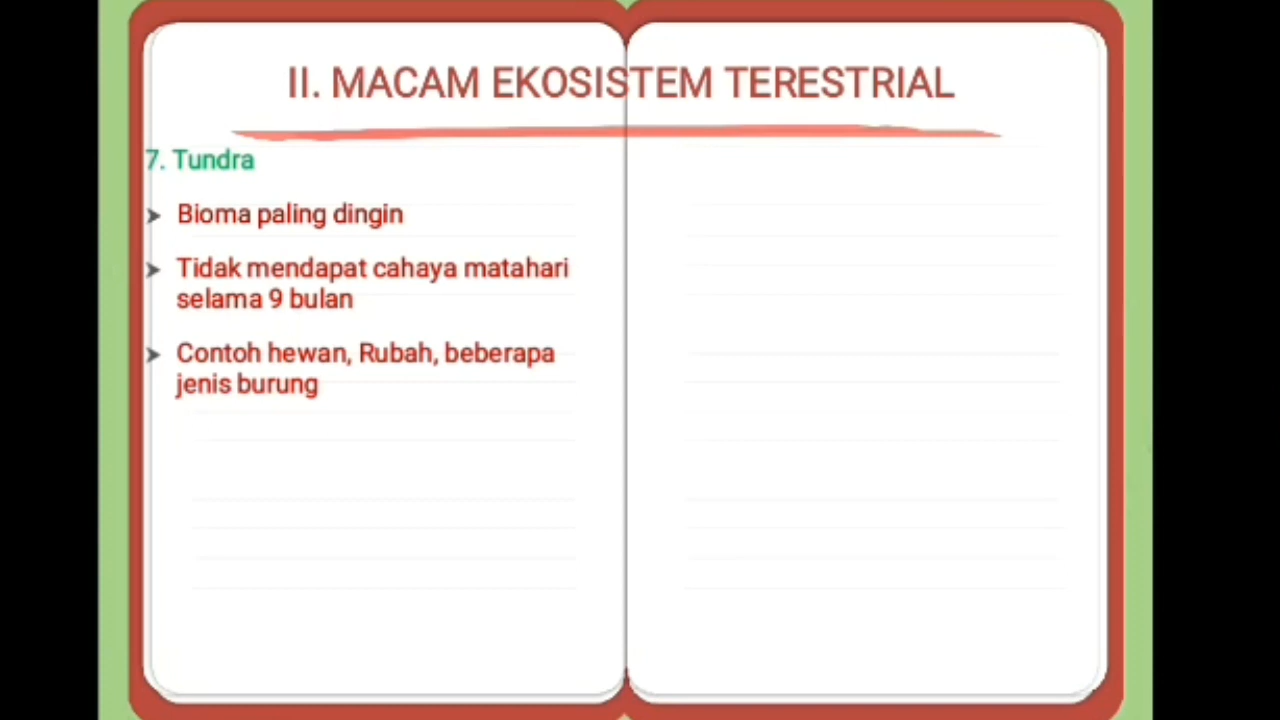 II. MACAM EKOSISTEM TERESTRIAL
7. Tundra
➤ Bioma paling dingin
➤ Tidak mendapat cahaya matahari
selama 9 bulan
➤ Contoh hewan, Rubah, beberapa
jenis burung